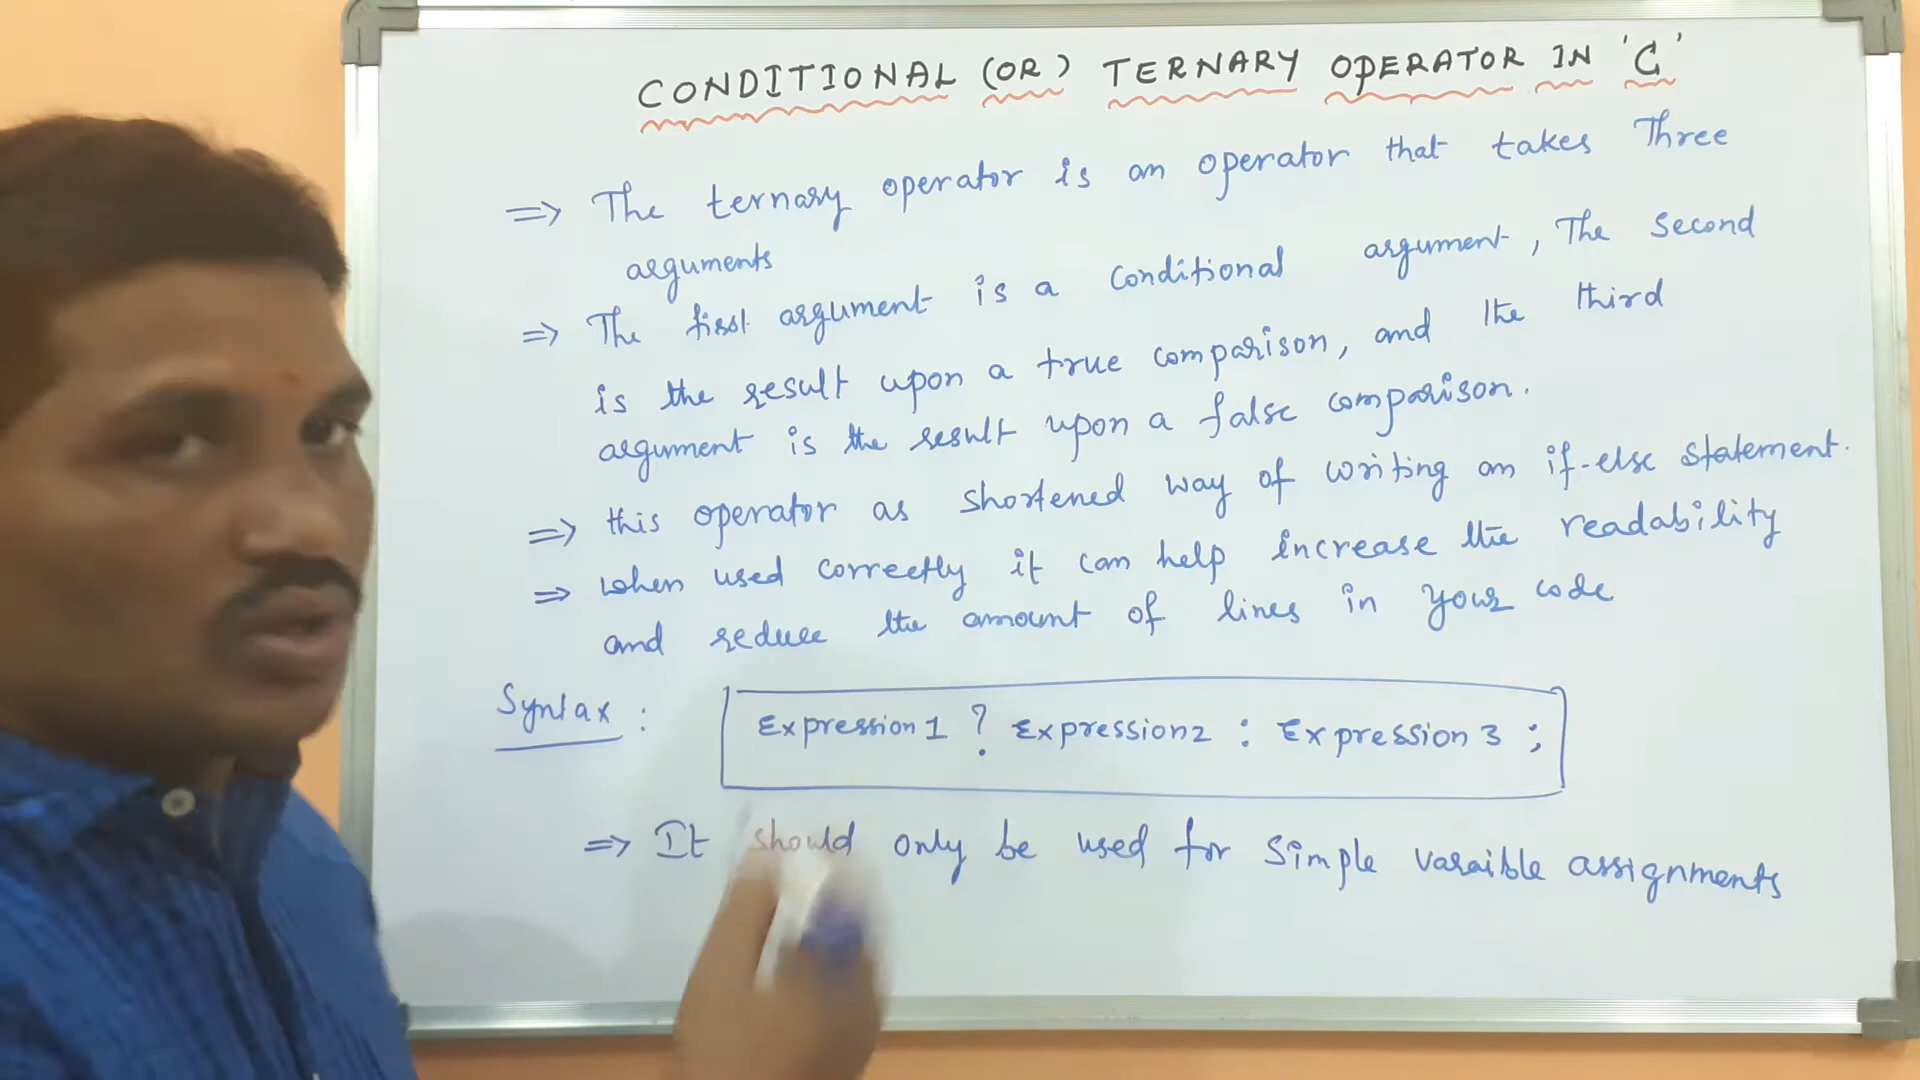 CONDITIONAL (OR) TERNARY OPERATOR IN 'C'
=> The ternary operator is an operator that takes Three
arguments
=> The first argument is a conditional argument, The second
is the result upon a true comparison, and the third
argument is the result upon a false comparison.
=> this operator as shortened way of writing an if-else statement.
=> when used correctly it can help increase the readability
and reduce the amount of lines in your code
Syntax : Expression1 ? Expression2 : Expression3 ;
=> It should only be used for simple varaible assignments